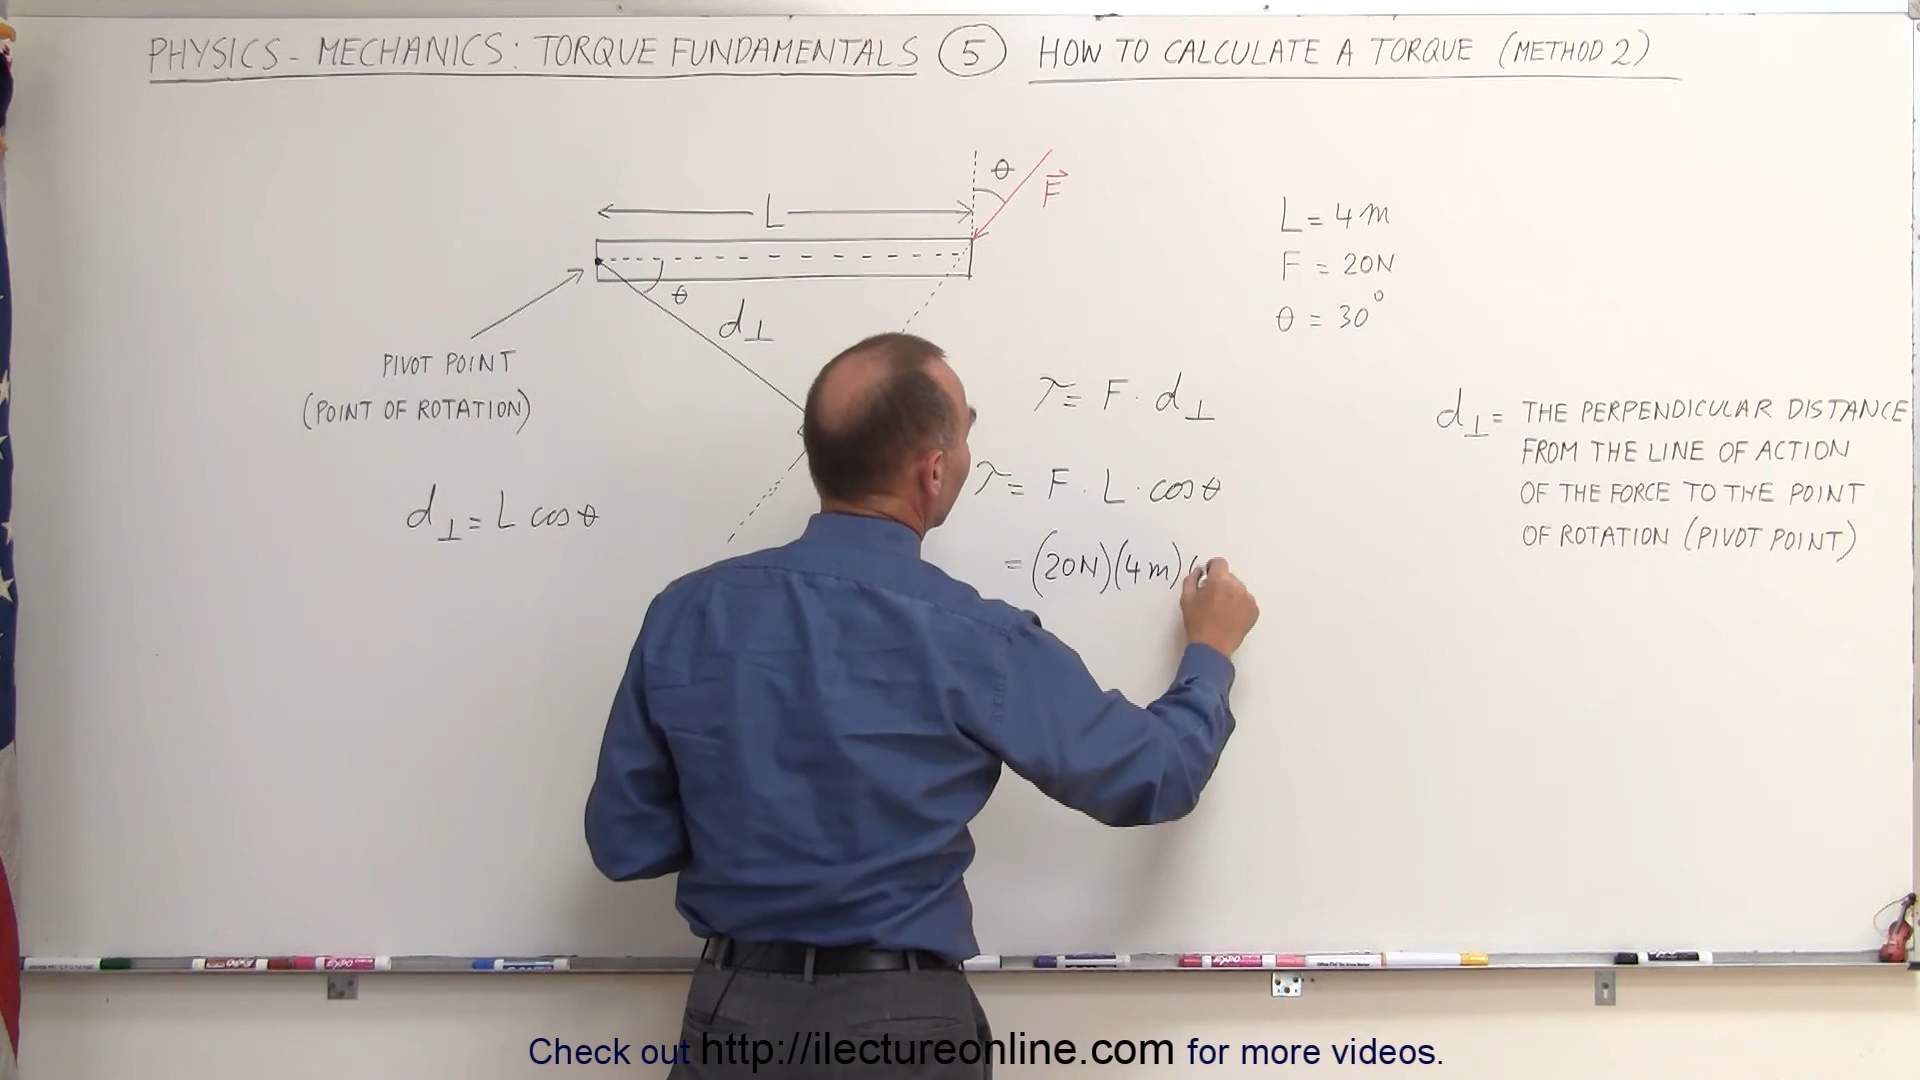 PHYSICS - MECHANICS: TORQUE FUNDAMENTALS 5 HOW TO CALCULATE A TORQUE (METHOD 2)
θ
F
L
θ
d⊥
PIVOT POINT
(POINT OF ROTATION)
d⊥ = L cos θ
L = 4 m
F = 20N
θ = 30°
τ = F · d⊥
τ = F · L · cos θ
= (20N)(4 m)(
d⊥ = THE PERPENDICULAR DISTANCE
FROM THE LINE OF ACTION
OF THE FORCE TO THE POINT
OF ROTATION (PIVOT POINT)
Check out http://ilectureonline.com for more videos.